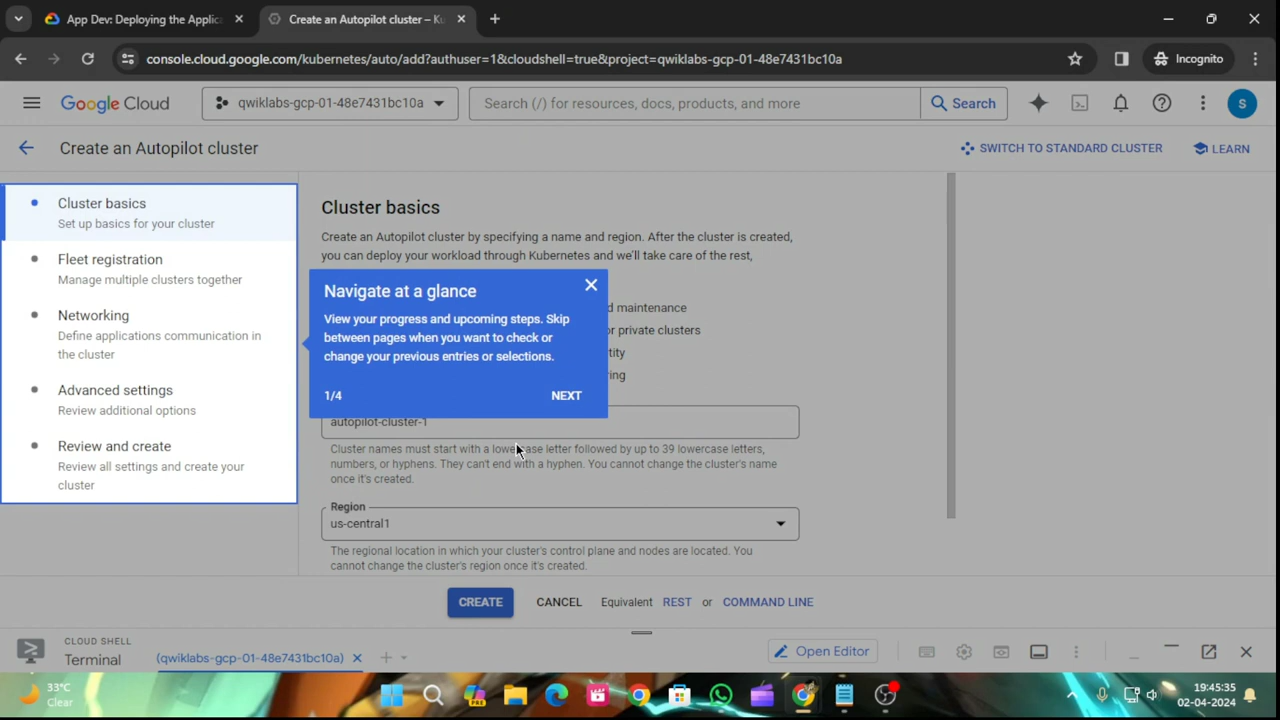 App Dev: Deploying the Applic
Create an Autopilot cluster – Ku
console.cloud.google.com/kubernetes/auto/add?authuser=1&cloudshell=true&project=qwiklabs-gcp-01-48e7431bc10a
Incognito
Google Cloud
qwiklabs-gcp-01-48e7431bc10a
Search (/) for resources, docs, products, and more
Search
S
Create an Autopilot cluster
SWITCH TO STANDARD CLUSTER
LEARN
Cluster basics
Set up basics for your cluster
Fleet registration
Manage multiple clusters together
Networking
Define applications communication in
the cluster
Advanced settings
Review additional options
Review and create
Review all settings and create your
cluster
Cluster basics
Create an Autopilot cluster by specifying a name and region. After the cluster is created,
you can deploy your workload through Kubernetes and we'll take care of the rest,
Navigate at a glance
View your progress and upcoming steps. Skip
between pages when you want to check or
change your previous entries or selections.
1/4
NEXT
d maintenance
or private clusters
tity
ring
autopilot-cluster-1
Cluster names must start with a lowercase letter followed by up to 39 lowercase letters,
numbers, or hyphens. They can't end with a hyphen. You cannot change the cluster's name
once it's created.
Region
us-central1
The regional location in which your cluster's control plane and nodes are located. You
cannot change the cluster's region once it's created.
CREATE
CANCEL
Equivalent REST or COMMAND LINE
CLOUD SHELL
Terminal
(qwiklabs-gcp-01-48e7431bc10a)
Open Editor
33°C
Clear
PRE
19:45:35
02-04-2024